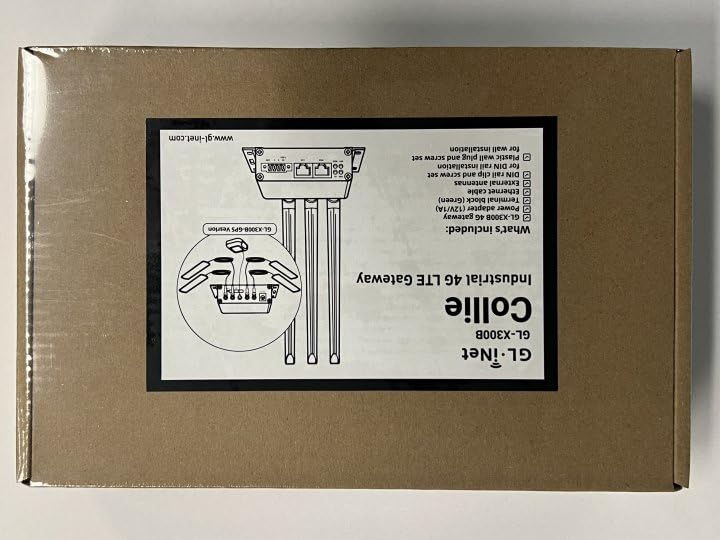 GL·iNet
GL-X300B
Collie
Industrial 4G LTE Gateway
What's included:
GL-X300B 4G gateway
Power adapter (12V/1A)
Terminal block (Green)
Ethernet cable
External antennas
DIN rail clip and screw set
for DIN rail installation
Plastic wall plug and screw set
for wall installation
GL-X300B-GPS Vesrion
www.gl-inet.com